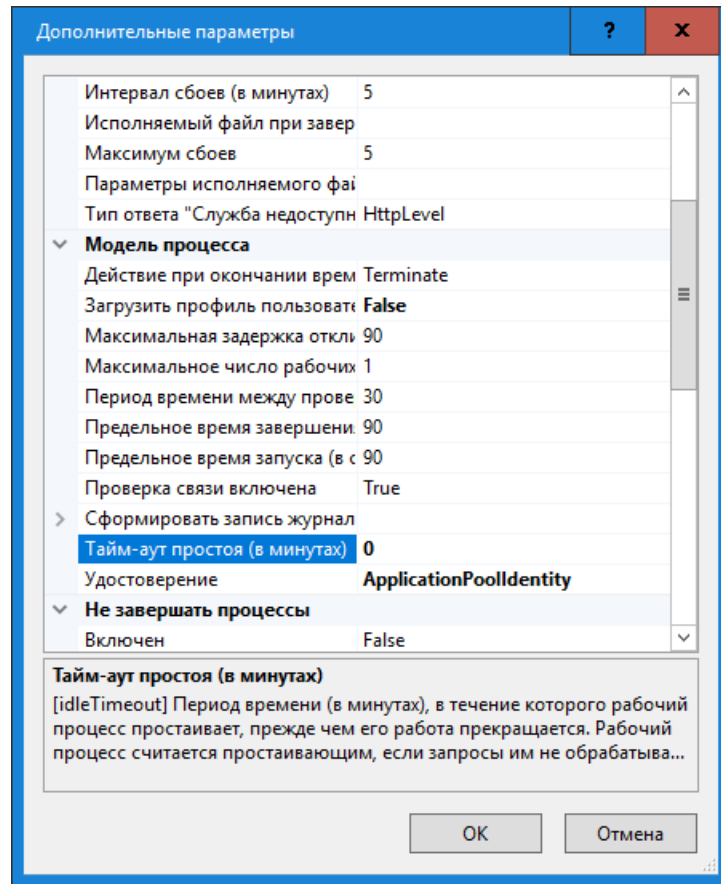 Дополнительные параметры
Интервал сбоев (в минутах) 5
Исполняемый файл при завер
Максимум сбоев 5
Параметры исполняемого фай
Тип ответа "Служба недоступн HttpLevel
Модель процесса
Действие при окончании врем Terminate
Загрузить профиль пользовате False
Максимальная задержка откли 90
Максимальное число рабочих 1
Период времени между прове 30
Предельное время завершени 90
Предельное время запуска (в с 90
Проверка связи включена True
Сформировать запись журнал
Тайм-аут простоя (в минутах) 0
Удостоверение ApplicationPoolIdentity
Не завершать процессы
Включен False
Тайм-аут простоя (в минутах)
[idleTimeout] Период времени (в минутах), в течение которого рабочий
процесс простаивает, прежде чем его работа прекращается. Рабочий
процесс считается простаивающим, если запросы им не обрабатыва...
OK Отмена